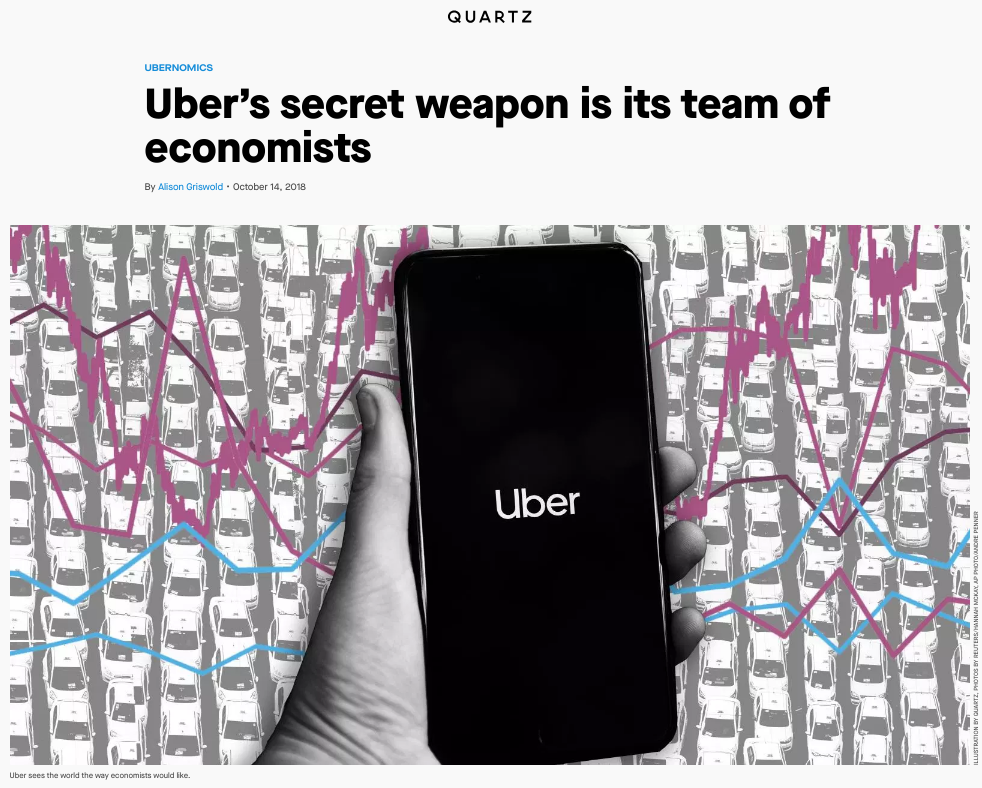 QUARTZ
UBERNOMICS
Uber’s secret weapon is its team of
economists
By Alison Griswold • October 14, 2018
Uber
ILLUSTRATION BY QUARTZ, PHOTOS BY REUTERS/HANNAH MCKAY, AP PHOTO/ANDRE PENNER
Uber sees the world the way economists would like.